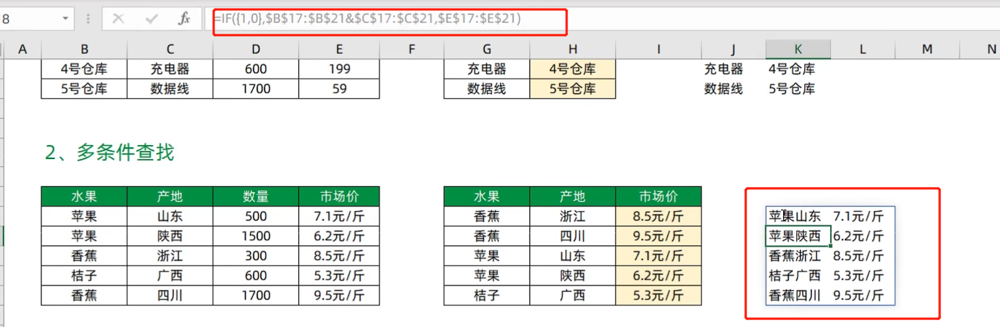 8 fx =IF({1,0},$B$17:$B$21&$C$17:$C$21,$E$17:$E$21)
A B C D E F G H I J K L M N
4号仓库 充电器 600 199 充电器 4号仓库 充电器 4号仓库
5号仓库 数据线 1700 59 数据线 5号仓库 数据线 5号仓库
2、多条件查找
水果 产地 数量 市场价 水果 产地 市场价
苹果 山东 500 7.1元/斤 香蕉 浙江 8.5元/斤 苹果山东 7.1元/斤
苹果 陕西 1500 6.2元/斤 香蕉 四川 9.5元/斤 苹果陕西 6.2元/斤
香蕉 浙江 300 8.5元/斤 苹果 山东 7.1元/斤 香蕉浙江 8.5元/斤
桔子 广西 600 5.3元/斤 苹果 陕西 6.2元/斤 桔子广西 5.3元/斤
香蕉 四川 1700 9.5元/斤 桔子 广西 5.3元/斤 香蕉四川 9.5元/斤